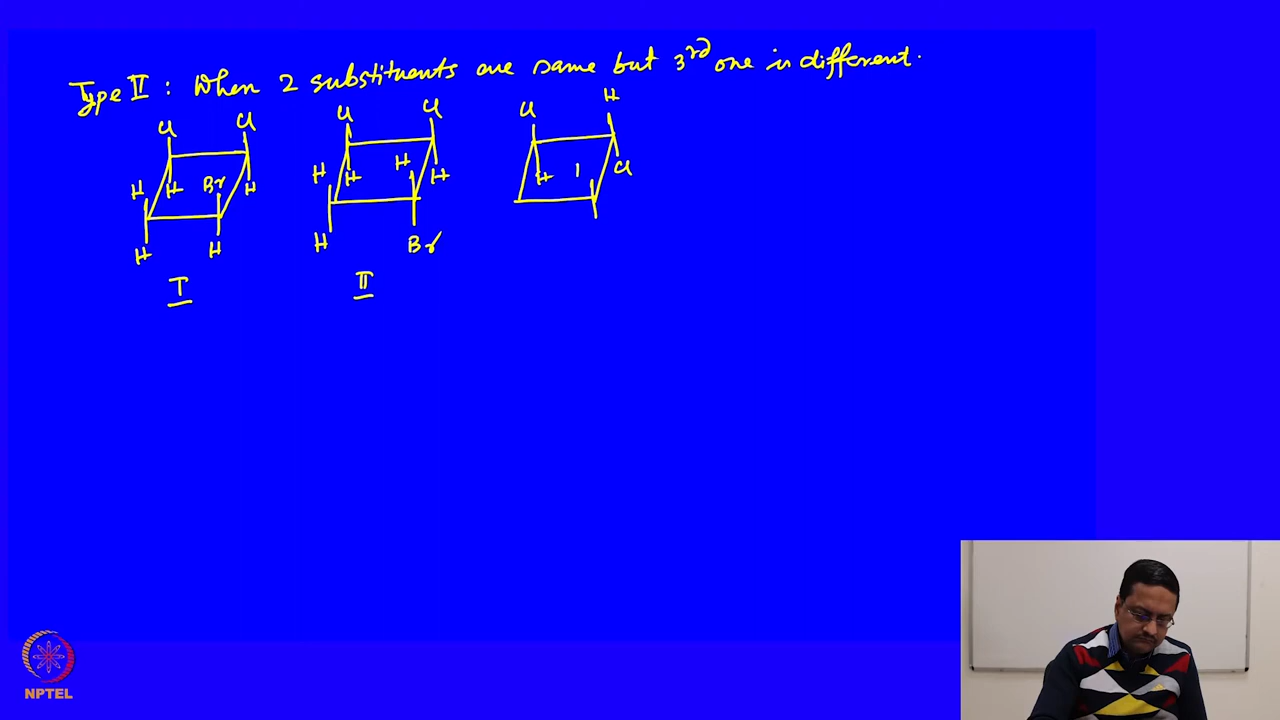 Type II : When 2 substituents are same but 3rd one is different.
Cl Cl Cl Cl Cl H
H H Br H H H H H H Cl
H H H Br
I II
NPTEL